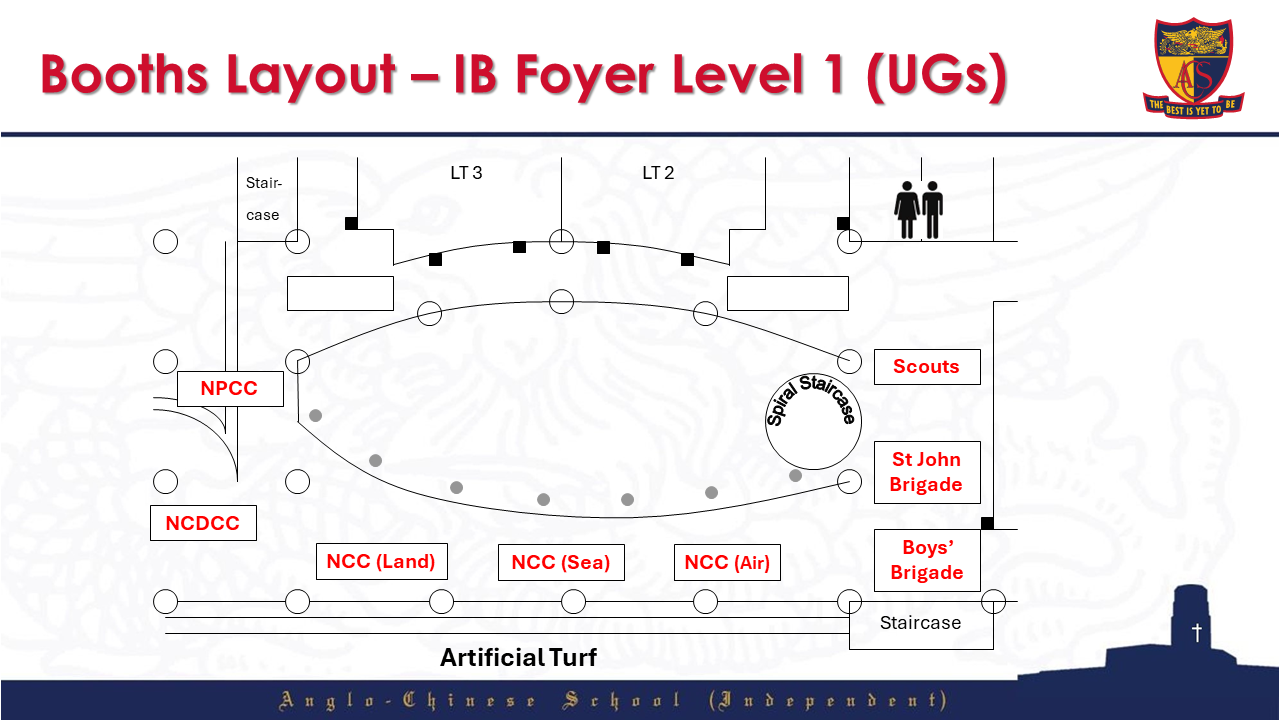 Booths Layout – IB Foyer Level 1 (UGs)
ACS
THE BEST IS YET TO BE
Stair-
case
LT 3
LT 2
NPCC
Spiral Staircase
Scouts
St John
Brigade
NCDCC
NCC (Land)
NCC (Sea)
NCC (Air)
Boys’
Brigade
Staircase
Artificial Turf
Anglo-Chinese School (Independent)